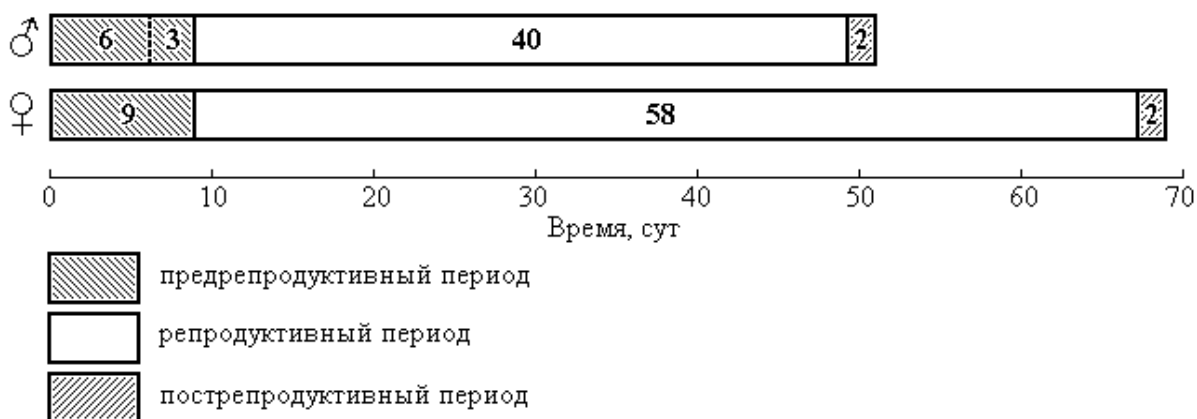 ♂ 6 3 40 2
♀ 9 58 2
0 10 20 30 40 50 60 70
Время, сут
предрепродуктивный период
репродуктивный период
пострепродуктивный период